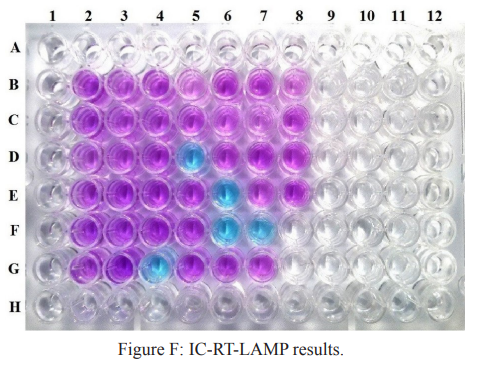 1 2 3 4 5 6 7 8 9 10 11 12
A
B
C
D
E
F
G
H
Figure F: IC-RT-LAMP results.